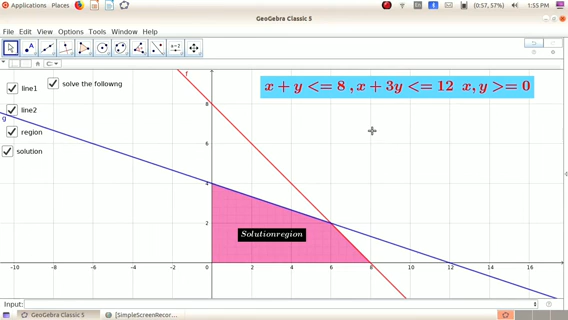 Applications Places En (0:57, 57%) 1:55 PM
GeoGebra Classic 5
File Edit View Options Tools Window Help
A a=2
C:
line1 solve the followng
line2
region
solution
x + y <= 8 , x + 3y <= 12 x, y >= 0
f
g
8
6
4
2
Solutionregion
-10 -8 -6 -4 -2 0 2 4 6 8 10 12 14 16
Input:
GeoGebra Classic 5 [SimpleScreenRecor...